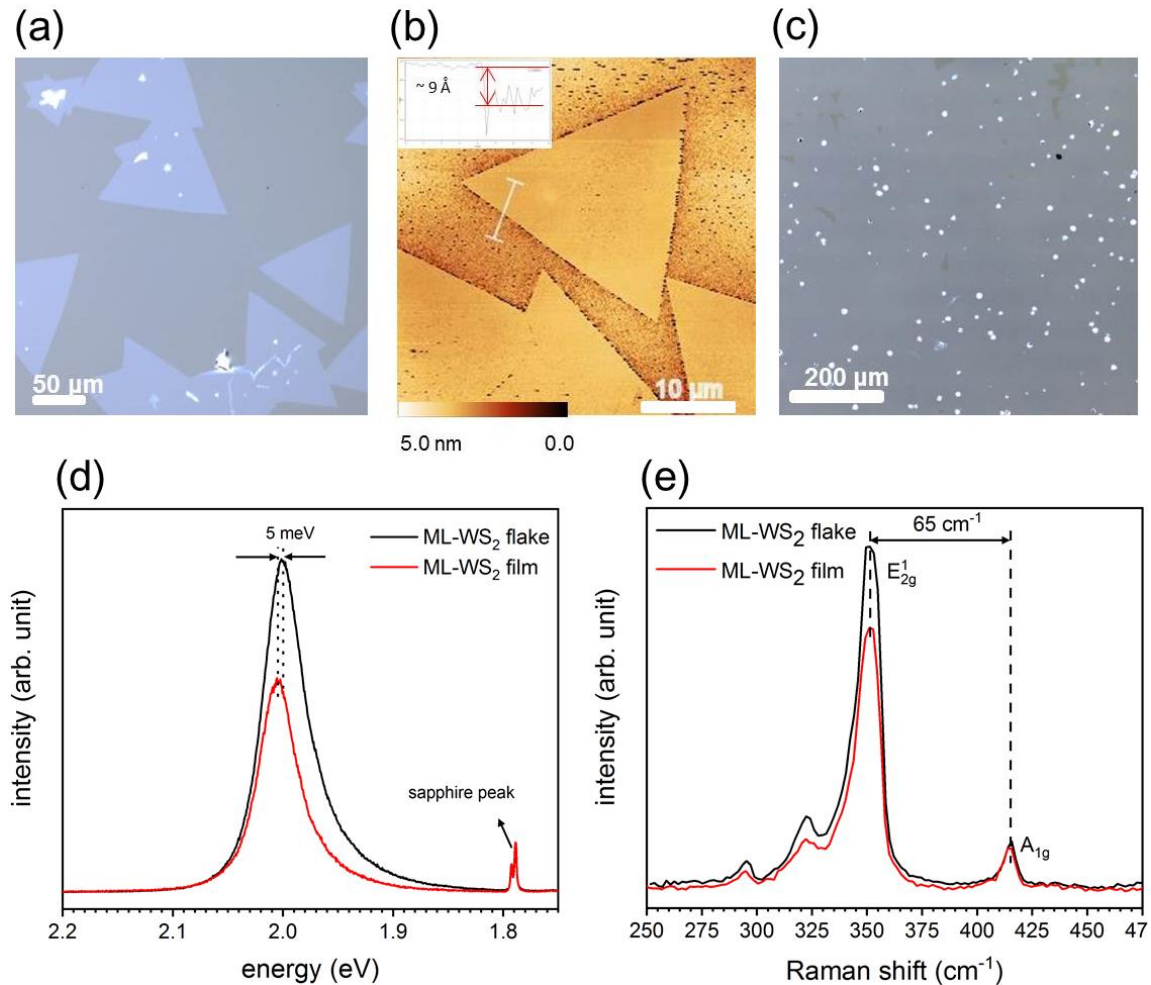 (a)
(b)
(c)
~ 9 Å
50 µm
10 µm
200 µm
5.0 nm 0.0
(d)
(e)
5 meV
ML-WS₂ flake
ML-WS₂ film
sapphire peak
intensity (arb. unit)
2.2 2.1 2.0 1.9 1.8
energy (eV)
ML-WS₂ flake
ML-WS₂ film
65 cm⁻¹
E¹₂g
A₁g
intensity (arb. unit)
250 275 300 325 350 375 400 425 450 47
Raman shift (cm⁻¹)